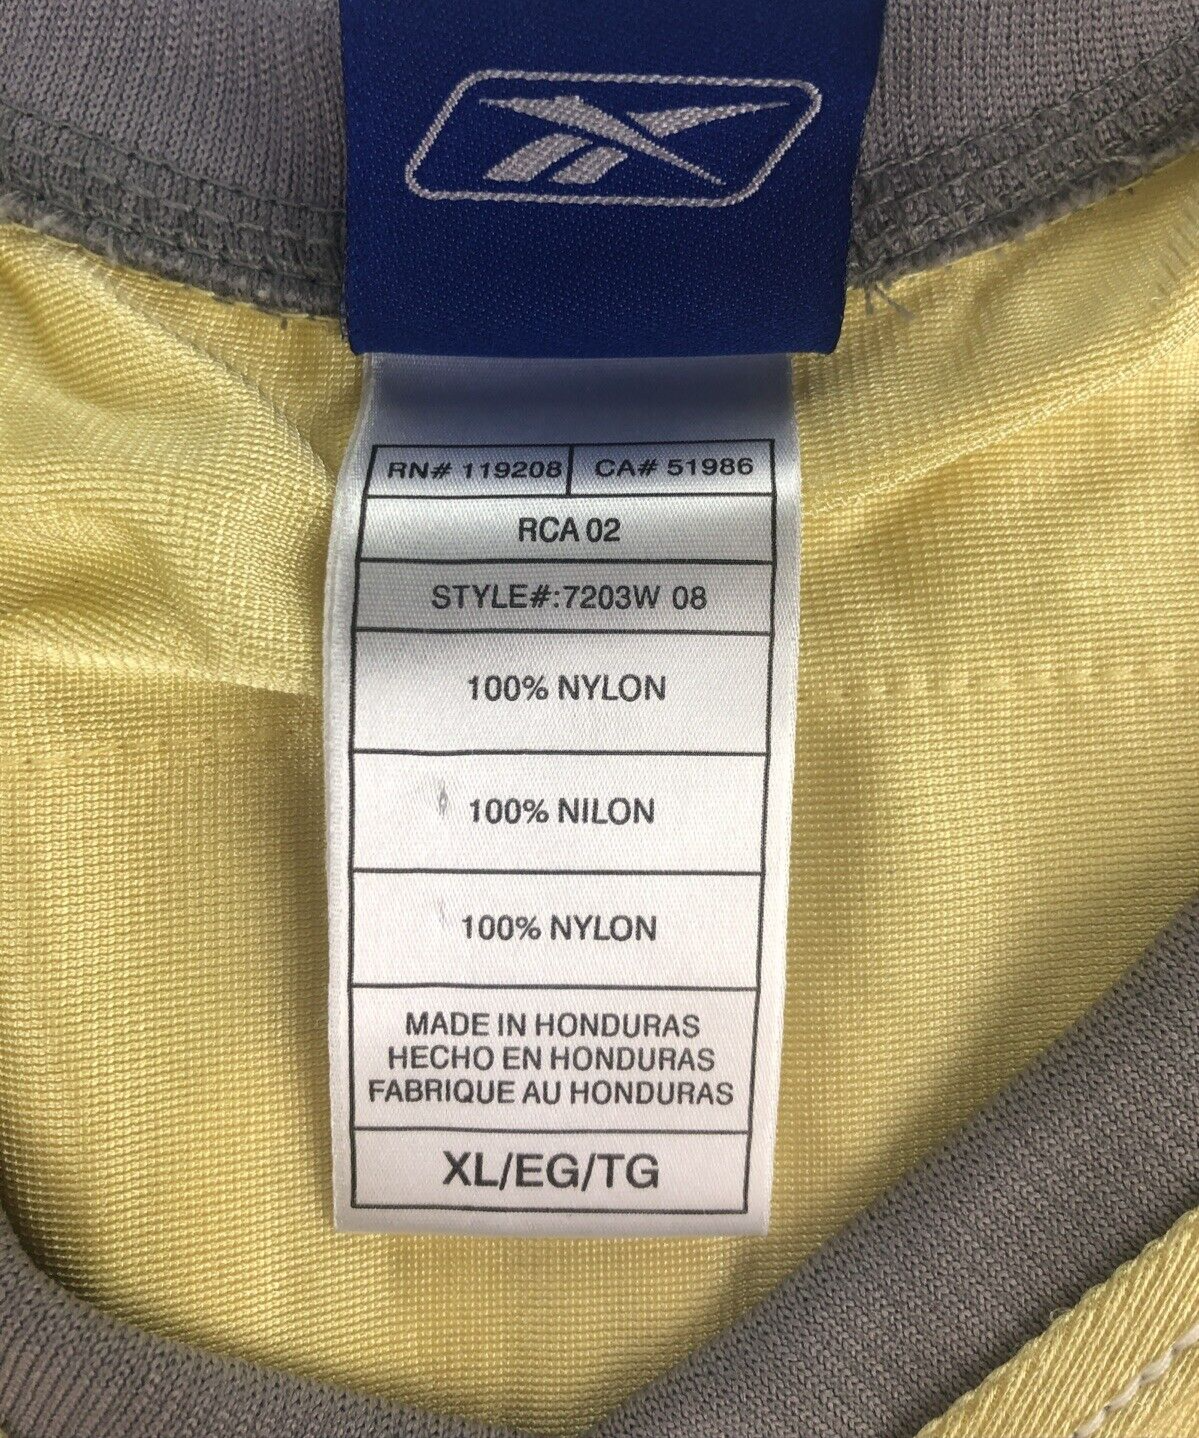 RN# 119208 CA# 51986
RCA 02
STYLE#:7203W 08
100% NYLON
100% NILON
100% NYLON
MADE IN HONDURAS
HECHO EN HONDURAS
FABRIQUE AU HONDURAS
XL/EG/TG